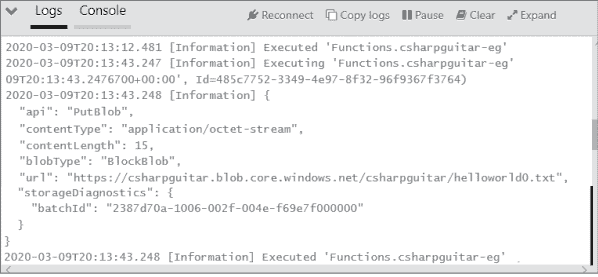 Logs Console Reconnect Copy logs Pause Clear Expand
2020-03-09T20:13:12.481 [Information] Executed 'Functions.csharpguitar-eg'
2020-03-09T20:13:43.247 [Information] Executing 'Functions.csharpguitar-eg'
09T20:13:43.2476700+00:00', Id=485c7752-3349-4e97-8f32-96f9367f3764)
2020-03-09T20:13:43.248 [Information] {
"api": "PutBlob",
"contentType": "application/octet-stream",
"contentLength": 15,
"blobType": "BlockBlob",
"url": "https://csharpguitar.blob.core.windows.net/csharpguitar/helloworld0.txt",
"storageDiagnostics": {
"batchId": "2387d70a-1006-002f-004e-f69e7f000000"
}
}
2020-03-09T20:13:43.248 [Information] Executed 'Functions.csharpguitar-eg'